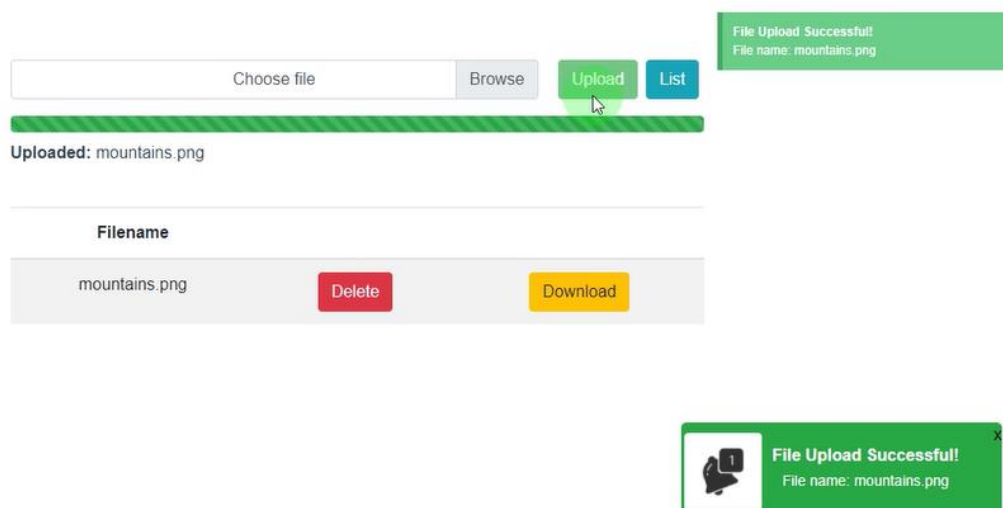 File Upload Successful!
File name: mountains.png
Choose file Browse Upload List
Uploaded: mountains.png
Filename
mountains.png Delete Download
x
1
File Upload Successful!
File name: mountains.png